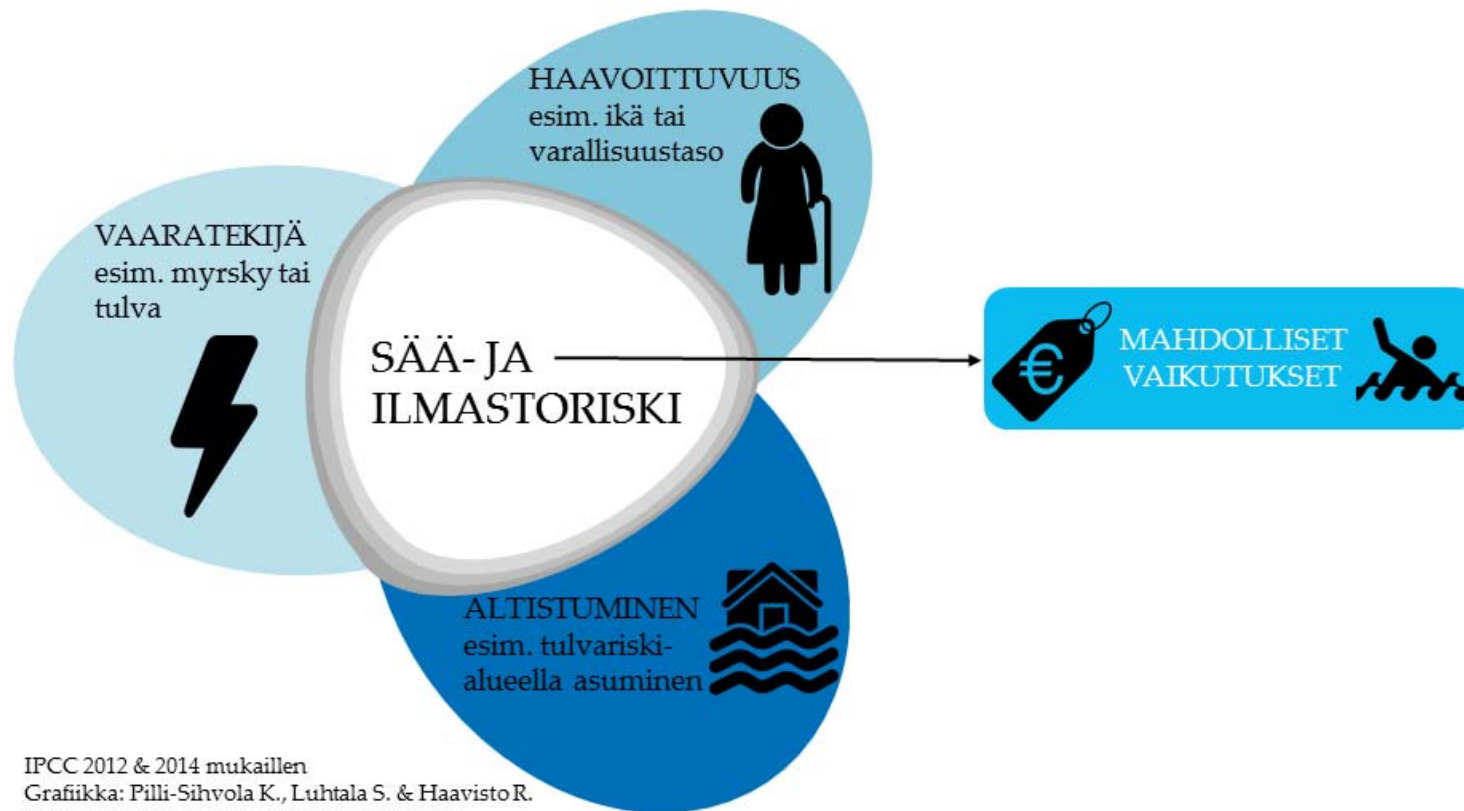 HAAVOITTUVUUS
esim. ikä tai
varallisuustaso
VAARATEKIJÄ
esim. myrsky tai
tulva
SÄÄ- JA
ILMASTORISKI
€
MAHDOLLISET
VAIKUTUKSET
ALTISTUMINEN
esim. tulvariski-
alueella asuminen
IPCC 2012 & 2014 mukaillen
Grafiikka: Pilli-Sihvola K., Luhtala S. & Haavisto R.